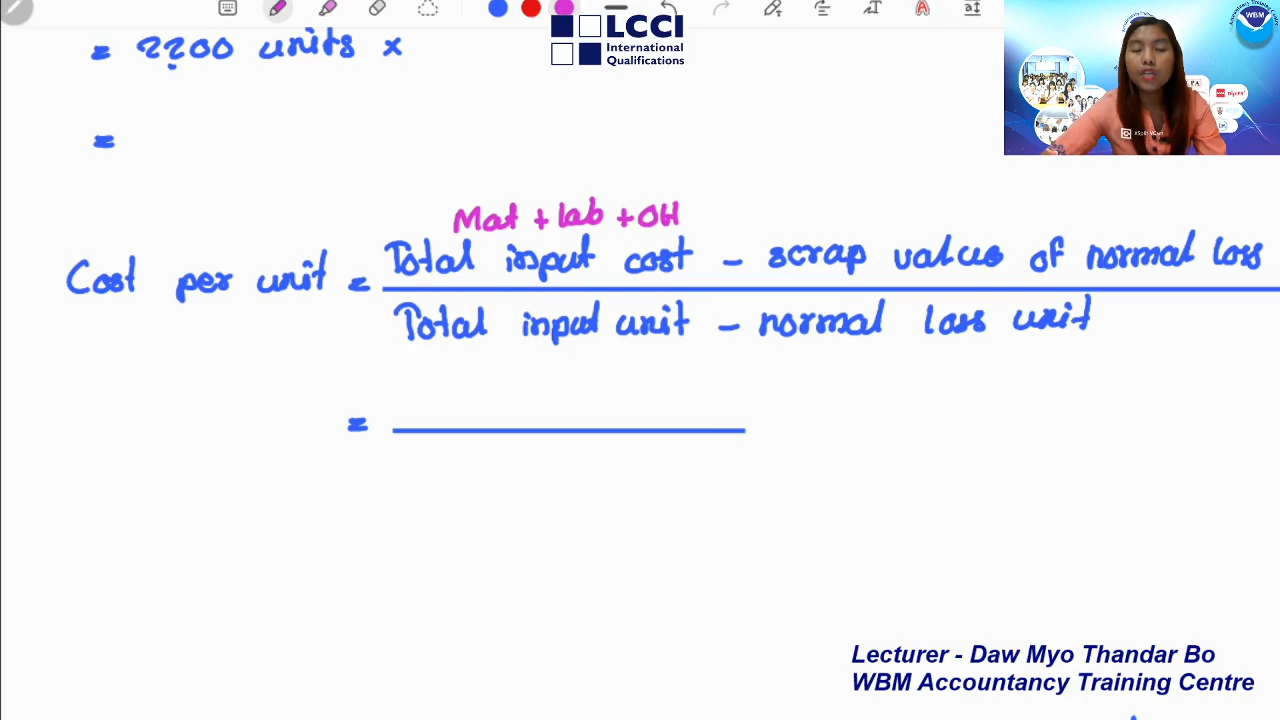 = 2200 units ×
LCCI
International
Qualifications
=
Mat + lab + OH
Cost per unit = Total input cost - scrap value of normal loss
Total input unit - normal loss unit
=
Lecturer - Daw Myo Thandar Bo
WBM Accountancy Training Centre